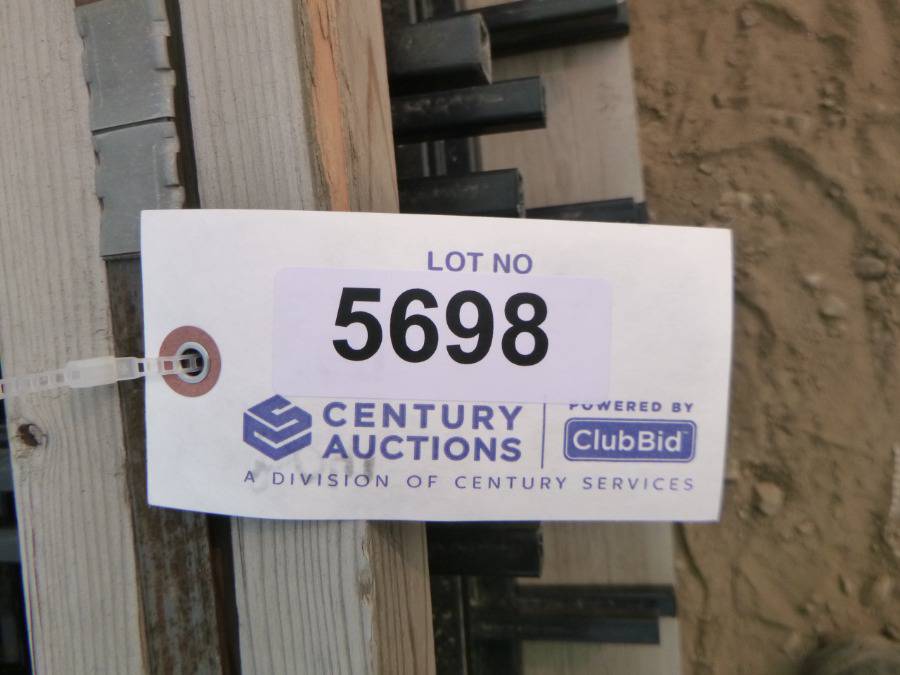 LOT NO
5698
CENTURY
AUCTIONS
POWERED BY
ClubBid
A DIVISION OF CENTURY SERVICES